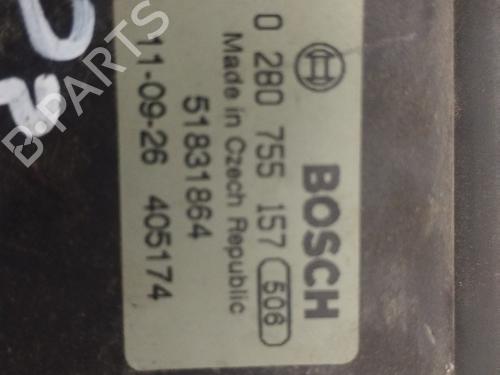 BOSCH
0 280 755 157 506
Made in Czech Republic
51831864
11-09-26 405174
B-PARTS